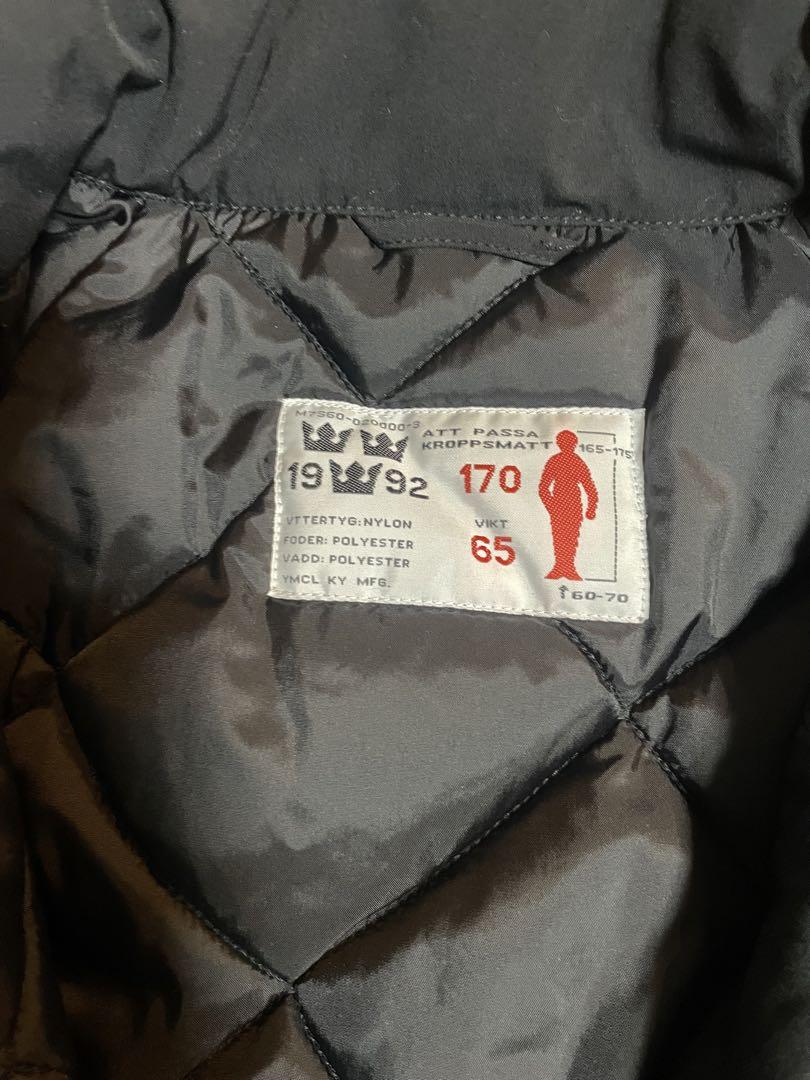 M7360-020000-3
19 92
YTTERTYG:NYLON
FODER: POLYESTER
VADD: POLYESTER
YMCL KY MFG.
ATT PASSA
KROPPSMATT
170
VIKT
65
165-175
60-70